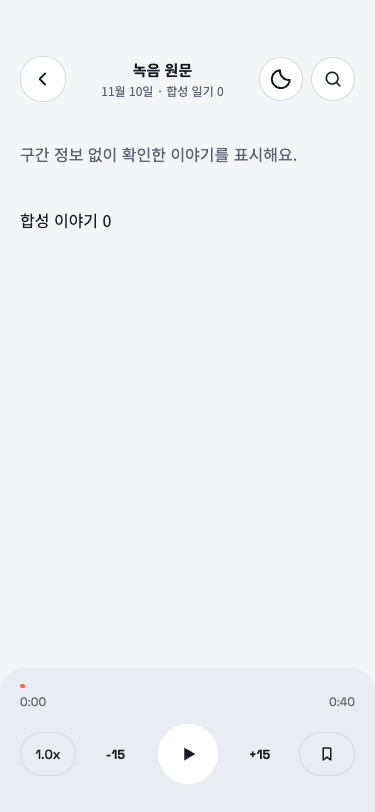 녹음 원문
11월 10일 · 합성 일기 0
구간 정보 없이 확인한 이야기를 표시해요.
합성 이야기 0
0:00
0:40
1.0x
-15
+15